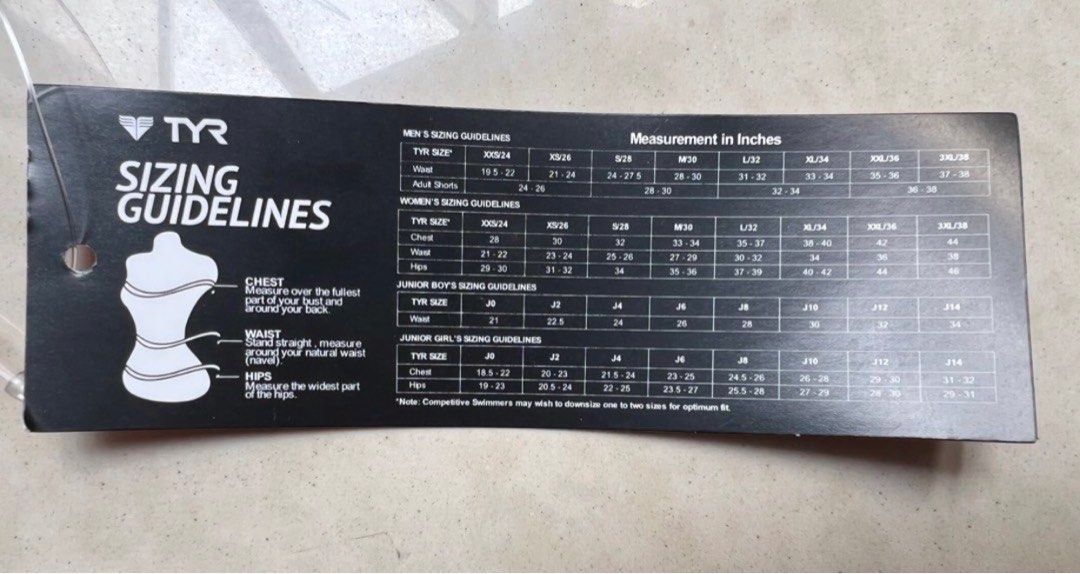 TYR
SIZING
GUIDELINES
CHEST
Measure over the fullest
part of your bust and
around your back.
WAIST
Stand straight , measure
around your natural waist
(navel).
HIPS
Measure the widest part
of the hips.
MEN'S SIZING GUIDELINES Measurement in Inches
TYR SIZE* XXS/24 XS/26 S/28 M/30 L/32 XL/34 XXL/36 3XL/38
Waist 19.5 - 22 21 - 24 24 - 27.5 28 - 30 31 - 32 33 - 34 35 - 36 37 - 38
Adult Shorts 24 - 26 28 - 30 32 - 34 36 - 38
WOMEN'S SIZING GUIDELINES
TYR SIZE* XXS/24 XS/26 S/28 M/30 L/32 XL/34 XXL/36 3XL/38
Chest 28 30 32 33 - 34 35 - 37 38 - 40 42 44
Waist 21 - 22 23 - 24 25 - 26 27 - 29 30 - 32 34 36 38
Hips 29 - 30 31 - 32 34 35 - 36 37 - 39 40 - 42 44 46
JUNIOR BOY'S SIZING GUIDELINES
TYR SIZE J0 J2 J4 J6 J8 J10 J12 J14
Waist 21 22.5 24 26 28 30 32 34
JUNIOR GIRL'S SIZING GUIDELINES
TYR SIZE J0 J2 J4 J6 J8 J10 J12 J14
Chest 18.5 - 22 20 - 23 21.5 - 24 23 - 25 24.5 - 26 26 - 28 29 - 30 31 - 32
Hips 19 - 23 20.5 - 24 22 - 25 23.5 - 27 25.5 - 28 27 - 29 28 - 30 29 - 31
*Note: Competitive Swimmers may wish to downsize one to two sizes for optimum fit.